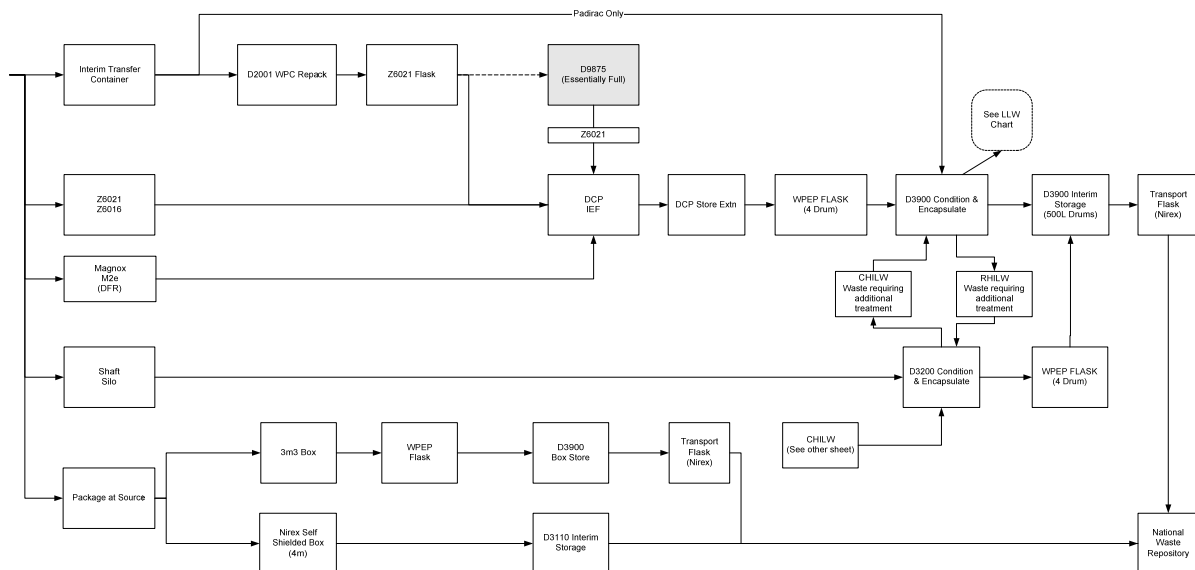 Padirac Only
Interim Transfer
Container
D2001 WPC Repack
Z6021 Flask
D9875
(Essentially Full)
See LLW
Chart
Z6021
Z6021
Z6016
DCP
IEF
DCP Store Extn
WPEP FLASK
(4 Drum)
D3900 Condition &
Encapsulate
D3900 Interim
Storage
(500L Drums)
Transport
Flask
(Nirex)
Magnox
M2e
(DFR)
CHILW
Waste requiring
additional
treatment
RHILW
Waste requiring
additional
treatment
Shaft
Silo
D3200 Condition
& Encapsulate
WPEP FLASK
(4 Drum)
CHILW
(See other sheet)
3m3 Box
WPEP
Flask
D3900
Box Store
Transport
Flask
(Nirex)
Package at Source
Nirex Self
Shielded Box
(4m)
D3110 Interim
Storage
National
Waste
Repository